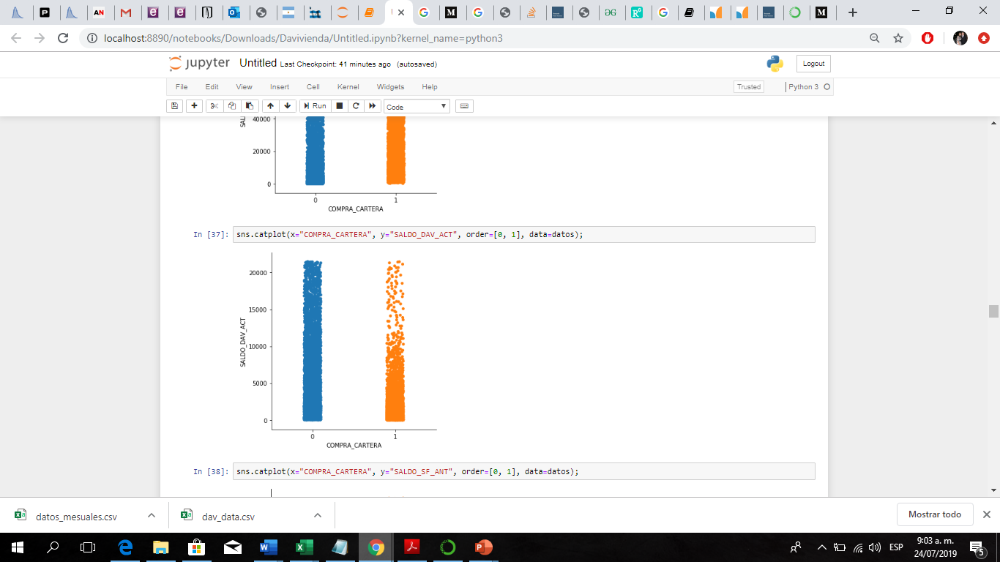 localhost:8890/notebooks/Downloads/Davivienda/Untitled.ipynb?kernel_name=python3
jupyter Untitled Last Checkpoint: 41 minutes ago (autosaved)
Logout
File Edit View Insert Cell Kernel Widgets Help
Trusted Python 3
Run Code
40000
20000
0
0 1
COMPRA_CARTERA
In [37]: sns.catplot(x="COMPRA_CARTERA", y="SALDO_DAV_ACT", order=[0, 1], data=datos);
20000
15000
10000
5000
0
SALDO_DAV_ACT
0 1
COMPRA_CARTERA
In [38]: sns.catplot(x="COMPRA_CARTERA", y="SALDO_SF_ANT", order=[0, 1], data=datos);
datos_mesuales.csv
dav_data.csv
Mostrar todo
ESP
9:03 a. m.
24/07/2019
5